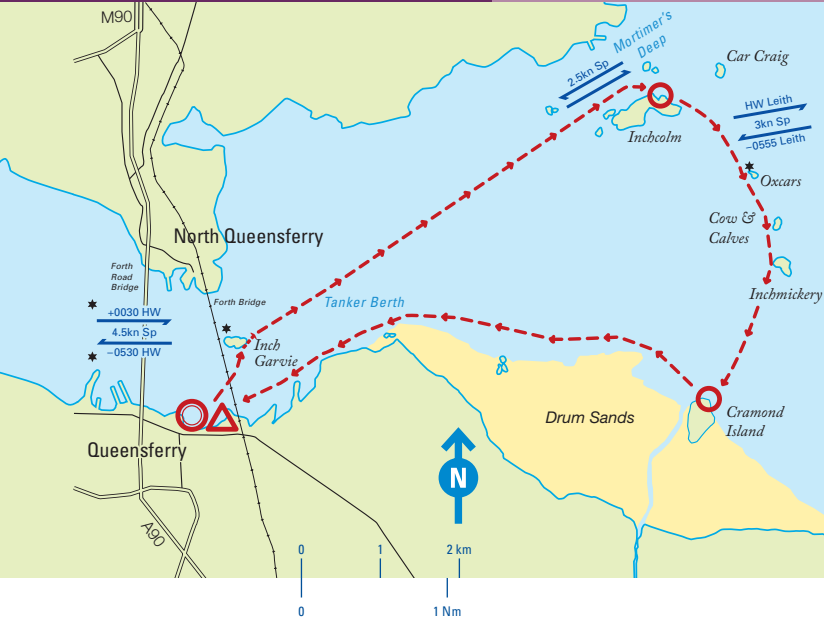 M90
Mortimer's
Deep
Car Craig
2.5kn Sp
HW Leith
3kn Sp
–0555 Leith
Inchcolm
Oxcars
Cow &
Calves
North Queensferry
Forth
Road
Bridge
Inchmickery
Forth Bridge
Tanker Berth
+0030 HW
4.5kn Sp
–0530 HW
Inch
Garvie
Drum Sands
Cramond
Island
Queensferry
N
A90
0
1
2 km
0
1 Nm